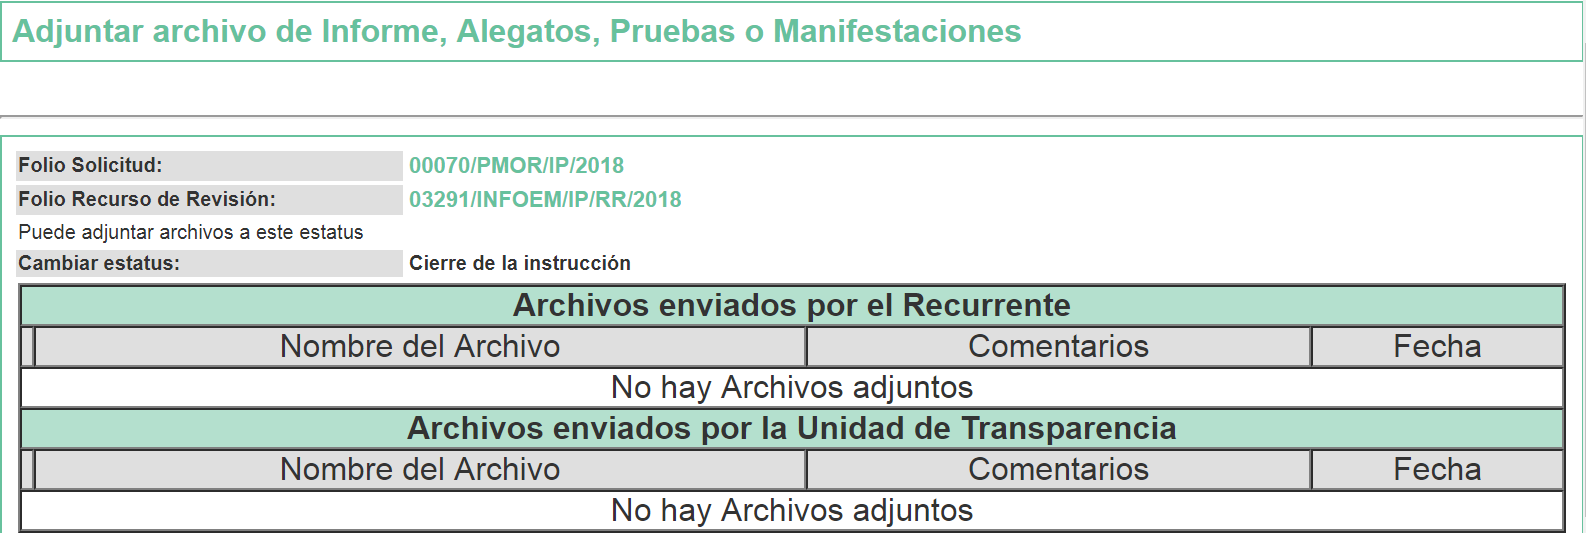 Adjuntar archivo de Informe, Alegatos, Pruebas o Manifestaciones
Folio Solicitud: 00070/PMOR/IP/2018
Folio Recurso de Revisión: 03291/INFOEM/IP/RR/2018
Puede adjuntar archivos a este estatus
Cambiar estatus: Cierre de la instrucción
Archivos enviados por el Recurrente
Nombre del Archivo Comentarios Fecha
No hay Archivos adjuntos
Archivos enviados por la Unidad de Transparencia
Nombre del Archivo Comentarios Fecha
No hay Archivos adjuntos